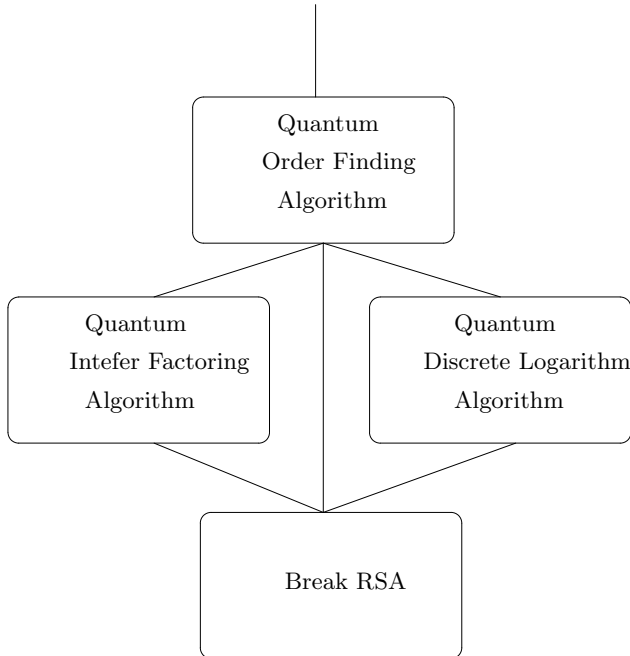 Quantum
Order Finding
Algorithm
Quantum
Intefer Factoring
Algorithm
Quantum
Discrete Logarithm
Algorithm
Break RSA